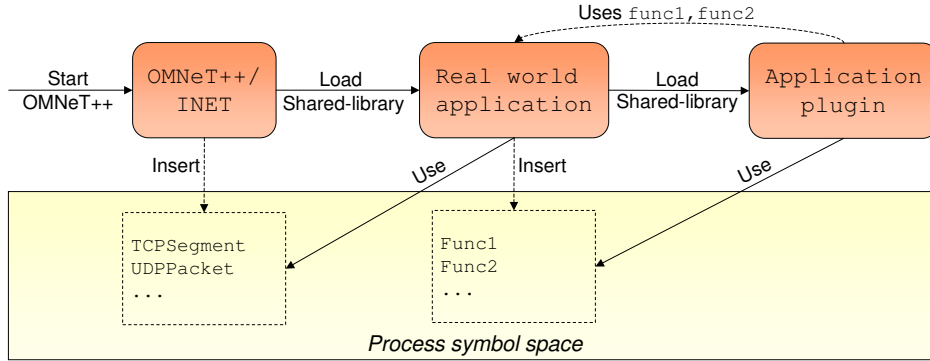 Uses func1,func2
Start
OMNeT++
OMNeT++/
INET
Load
Shared-library
Real world
application
Load
Shared-library
Application
plugin
Insert
Use
Insert
Use
TCPSegment
UDPPacket
...
Func1
Func2
...
Process symbol space